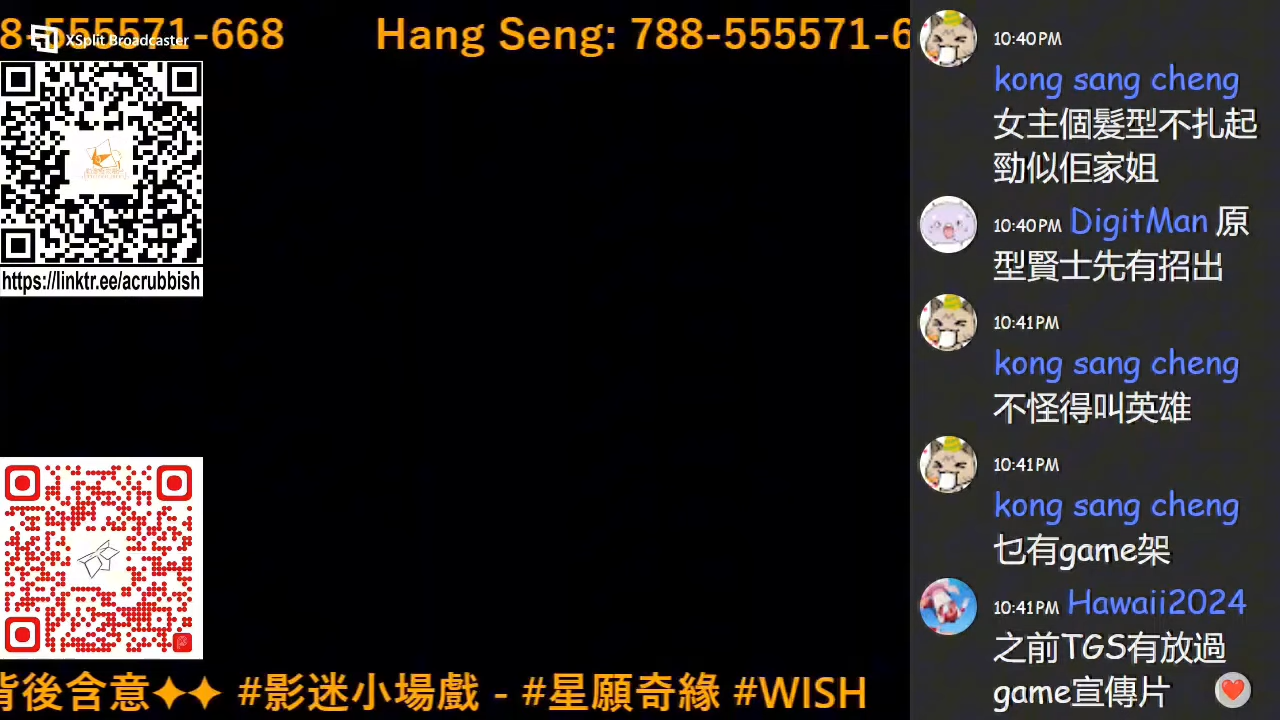 8-555571-668 Hang Seng: 788-555571-6
XSplit Broadcaster
https://linktr.ee/acrubbish
背後含意✦✦ #影迷小場戲 - #星願奇緣 #WISH
10:40 PM
kong sang cheng
女主個髮型不扎起
勁似佢家姐
10:40 PM DigitMan 原
型賢士先有招出
10:41 PM
kong sang cheng
不怪得叫英雄
10:41 PM
kong sang cheng
乜有game架
10:41 PM Hawaii2024
之前TGS有放過
game宣傳片